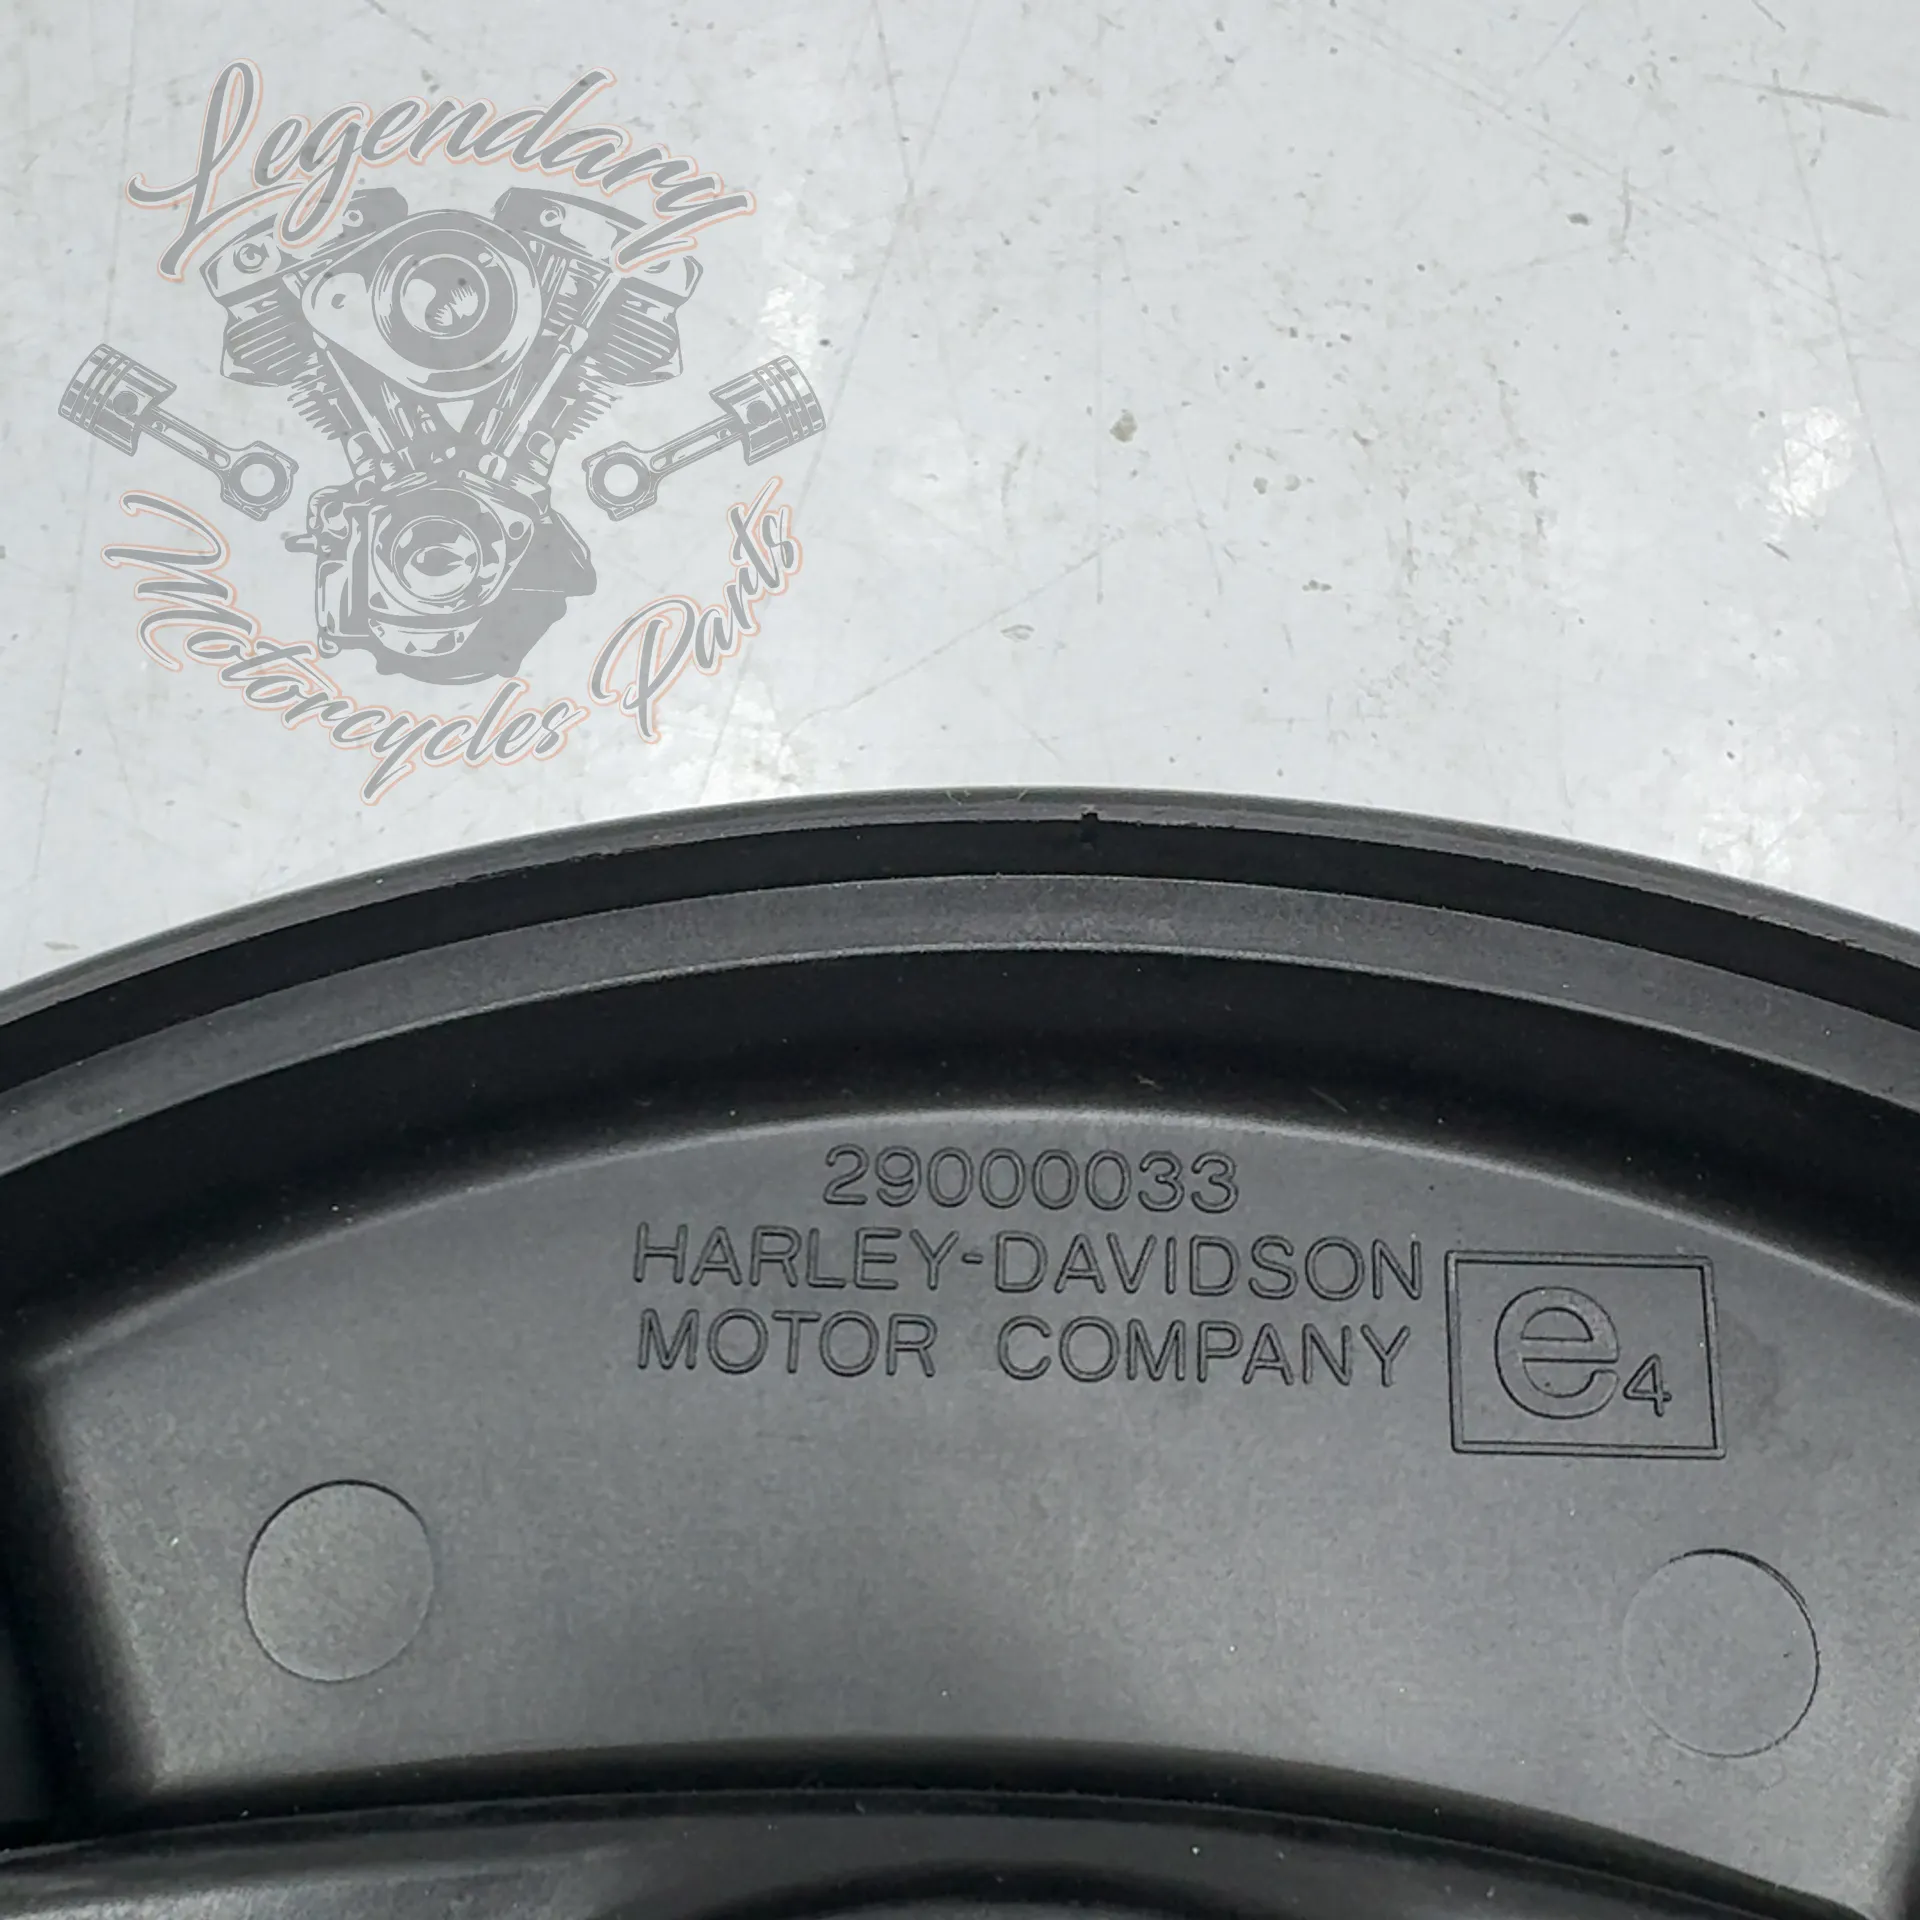 Legendary
Motorcycles Parts
29000033
HARLEY-DAVIDSON
MOTOR COMPANY
e4